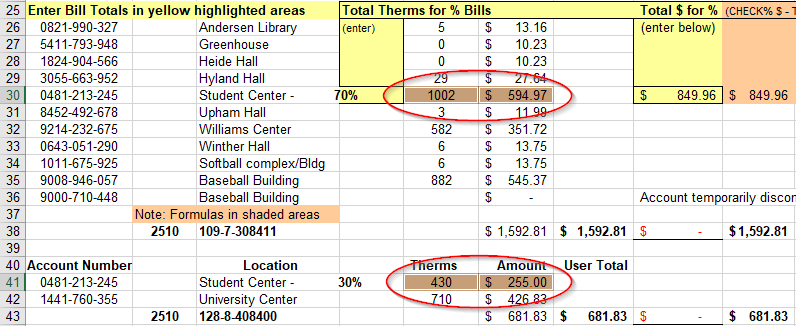 25 Enter Bill Totals in yellow highlighted areas Total Therms for % Bills Total $ for % (CHECK% $ - T
26 0821-990-327 Andersen Library (enter) 5 $ 13.16 (enter below)
27 5411-793-948 Greenhouse 0 $ 10.23
28 1824-904-566 Heide Hall 0 $ 10.23
29 3055-663-952 Hyland Hall 29 $ 27.64
30 0481-213-245 Student Center - 70% 1002 $ 594.97 $ 849.96 $ 849.96
31 8452-492-678 Upham Hall 3 $ 11.99
32 9214-232-675 Williams Center 582 $ 351.72
33 0643-051-290 Winther Hall 6 $ 13.75
34 1011-675-925 Softball complex/Bldg 6 $ 13.75
35 9008-946-057 Baseball Building 882 $ 545.37
36 9000-710-448 Baseball Building $ - Account temporarily discon
37 Note: Formulas in shaded areas
38 2510 109-7-308411 $ 1,592.81 $ 1,592.81 $ - $1,592.81
39
40 Account Number Location Therms Amount User Total
41 0481-213-245 Student Center - 30% 430 $ 255.00
42 1441-760-355 University Center 710 $ 426.83
43 2510 128-8-408400 $ 681.83 $ 681.83 $ - $ 681.83